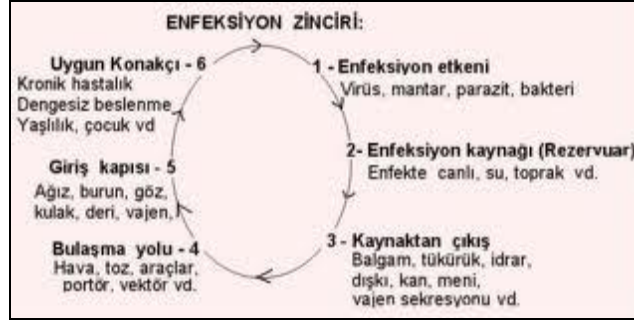 ENFEKSİYON ZİNCİRİ:
1 - Enfeksiyon etkeni
Virüs, mantar, parazit, bakteri
2- Enfeksiyon kaynağı (Rezervuar)
Enfekte canlı, su, toprak vd.
3 - Kaynaktan çıkış
Balgam, tükürük, idrar,
dışkı, kan, meni,
vajen sekresyonu vd.
Bulaşma yolu - 4
Hava, toz, araçlar,
portör, vektör vd.
Giriş kapısı - 5
Ağız, burun, göz,
kulak, deri, vajen,
Uygun Konakçı - 6
Kronik hastalık
Dengesiz beslenme
Yaşlılık, çocuk vd